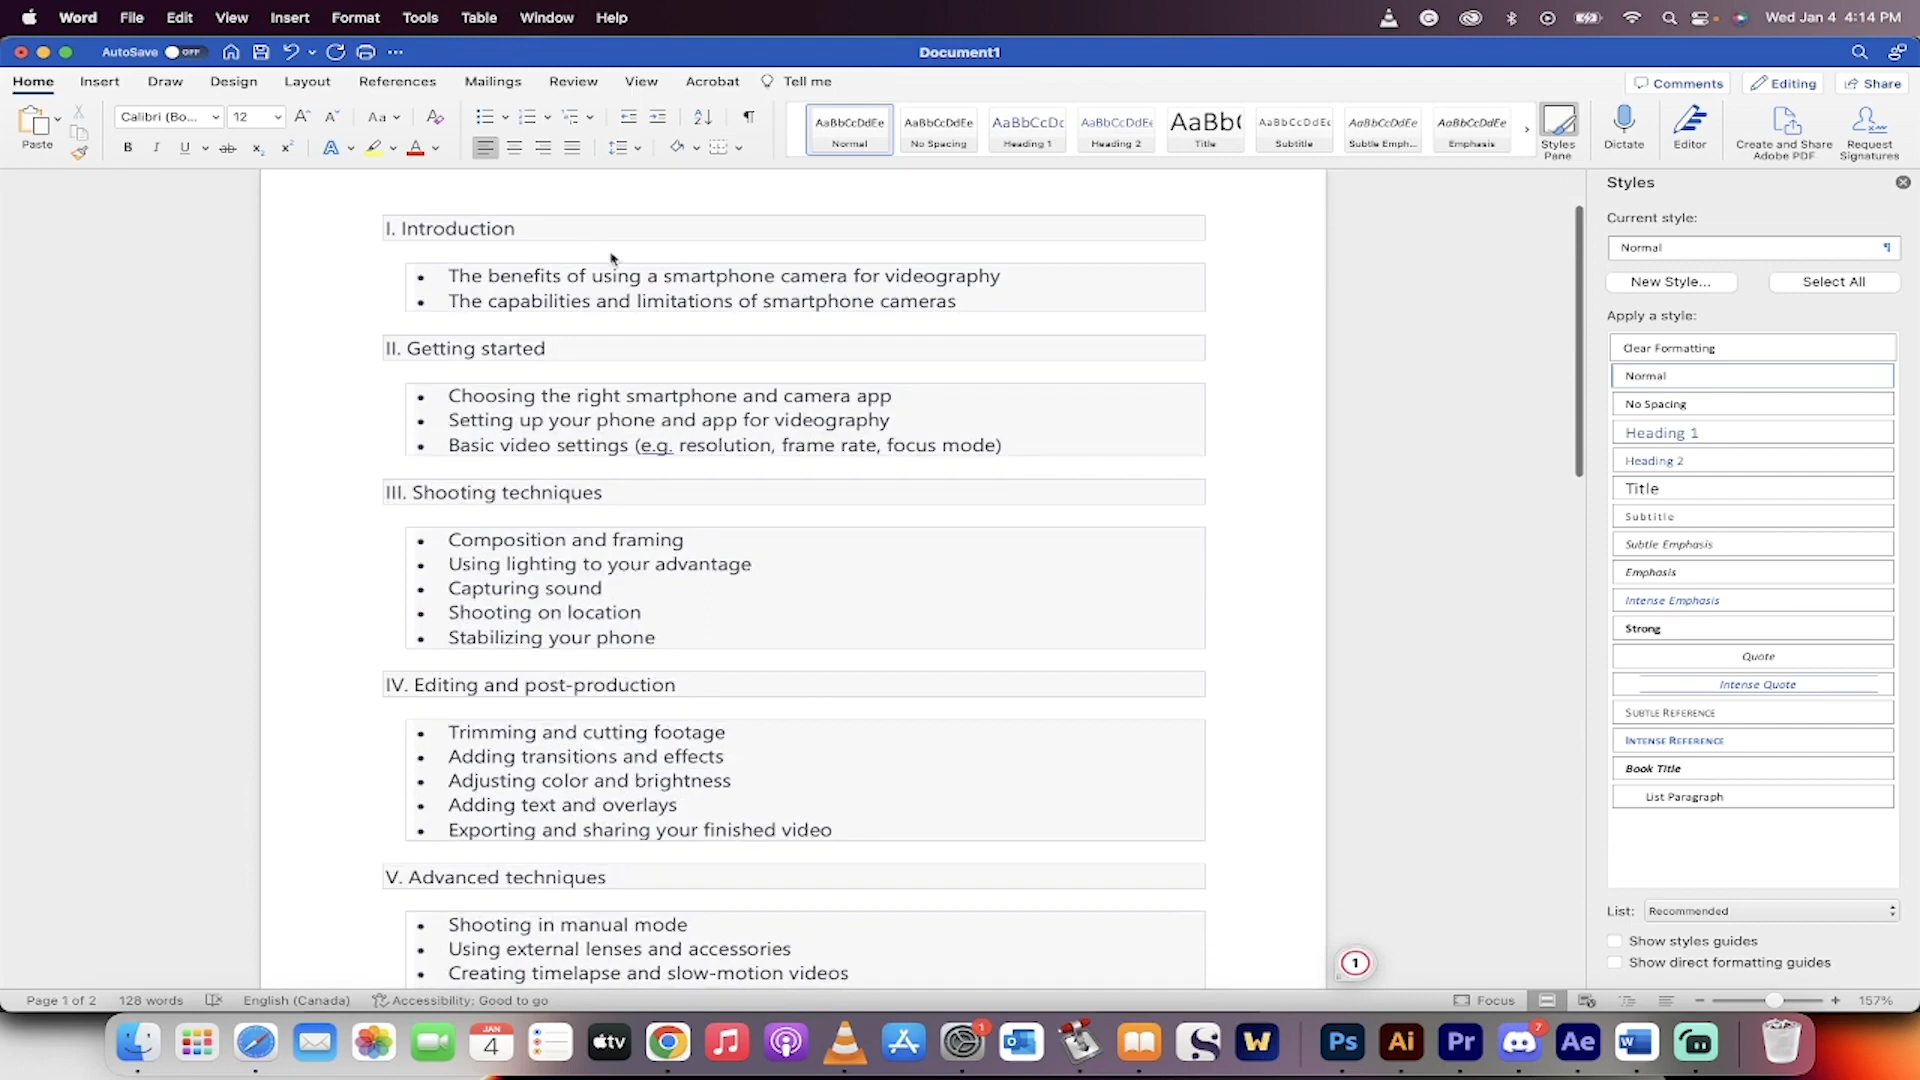 Word File Edit View Insert Format Tools Table Window Help Wed Jan 4 4:14 PM
AutoSave OFF Document1
Home Insert Draw Design Layout References Mailings Review View Acrobat Tell me Comments Editing Share
Paste Calibri (Bo... 12 AaBbCcDdEe AaBbCcDdEe AaBbCcDc AaBbCcDdEe AaBb( AaBbCcDdEe AaBbCcDdEe AaBbCcDdEe
Normal No Spacing Heading 1 Heading 2 Title Subtitle Subtle Emph... Emphasis
Styles Pane Dictate Editor Create and Share Adobe PDF Request Signatures
I. Introduction
• The benefits of using a smartphone camera for videography
• The capabilities and limitations of smartphone cameras
II. Getting started
• Choosing the right smartphone and camera app
• Setting up your phone and app for videography
• Basic video settings (e.g. resolution, frame rate, focus mode)
III. Shooting techniques
• Composition and framing
• Using lighting to your advantage
• Capturing sound
• Shooting on location
• Stabilizing your phone
IV. Editing and post-production
• Trimming and cutting footage
• Adding transitions and effects
• Adjusting color and brightness
• Adding text and overlays
• Exporting and sharing your finished video
V. Advanced techniques
• Shooting in manual mode
• Using external lenses and accessories
• Creating timelapse and slow-motion videos
1
Styles
Current style:
Normal
New Style... Select All
Apply a style:
Clear Formatting
Normal
No Spacing
Heading 1
Heading 2
Title
Subtitle
Subtle Emphasis
Emphasis
Intense Emphasis
Strong
Quote
Intense Quote
Subtle Reference
Intense Reference
Book Title
List Paragraph
List: Recommended
Show styles guides
Show direct formatting guides
Page 1 of 2 128 words English (Canada) Accessibility: Good to go Focus 157%
JAN
4 tv 1 W Ps Ai Pr 7 Ae W